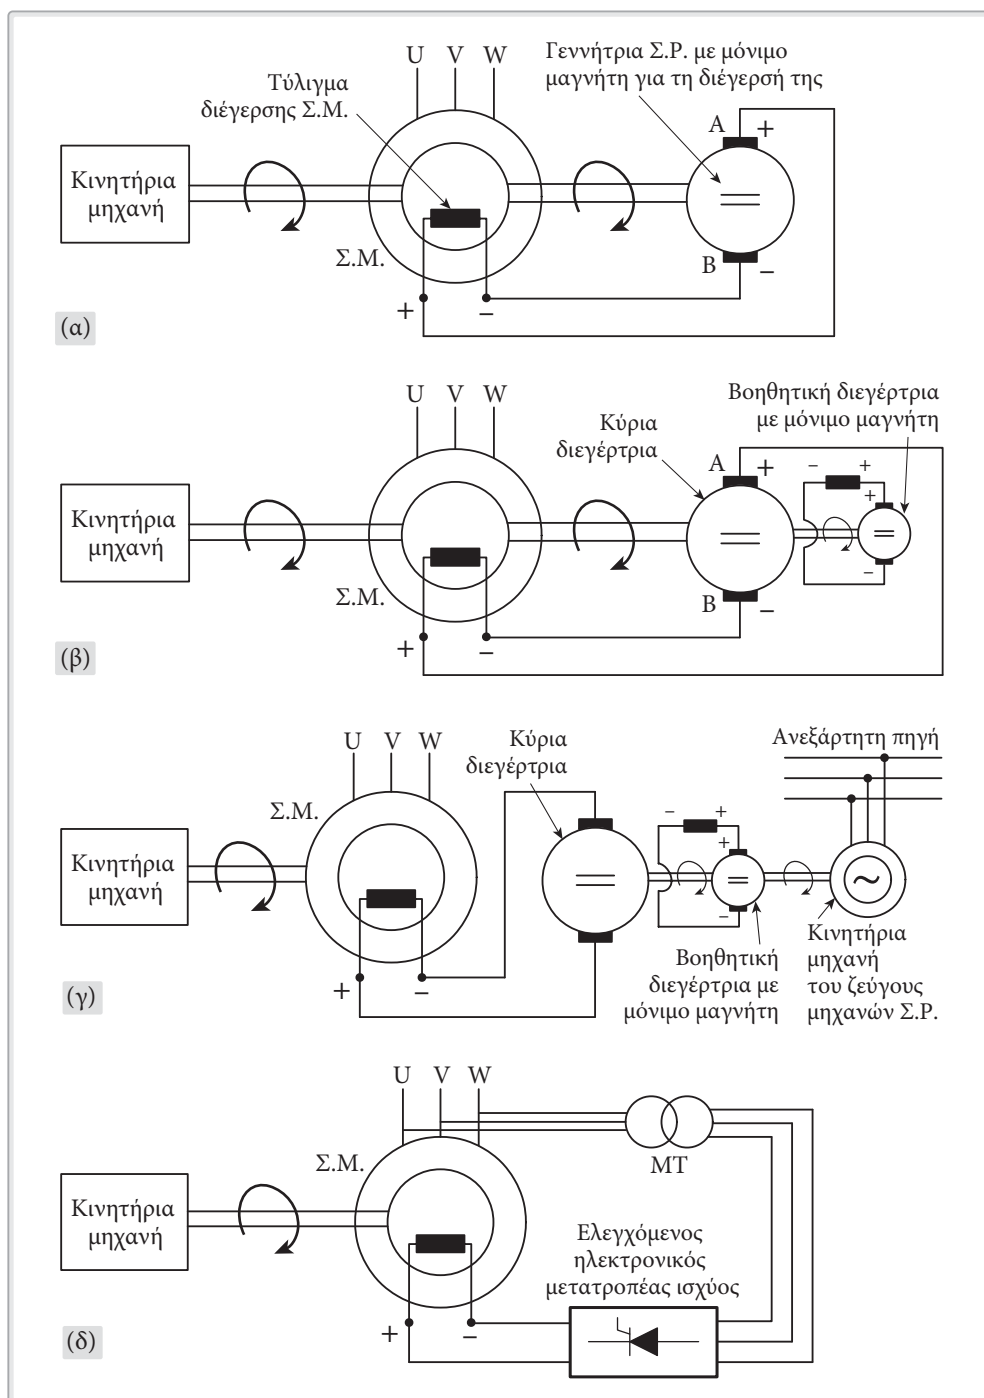 U V W
Γεννήτρια Σ.Ρ. με μόνιμο
μαγνήτη για τη διέγερσή της
Τύλιγμα
διέγερσης Σ.Μ.
A
+
Κινητήρια
μηχανή
Σ.Μ.
B
–
+
–
(α)
U V W
Βοηθητική διεγέρτρια
με μόνιμο μαγνήτη
Κύρια
διεγέρτρια
A
+
– +
+
Κινητήρια
μηχανή
–
Σ.Μ.
B
–
+
–
(β)
U V W
Κύρια
διεγέρτρια
Ανεξάρτητη πηγή
Σ.Μ.
– +
+
Κινητήρια
μηχανή
~
–
Βοηθητική
διεγέρτρια με
μόνιμο μαγνήτη
Κινητήρια
μηχανή
του ζεύγους
μηχανών Σ.Ρ.
+
–
(γ)
U V W
Σ.Μ.
ΜΤ
Κινητήρια
μηχανή
Ελεγχόμενος
ηλεκτρονικός
μετατροπέας ισχύος
+
–
(δ)